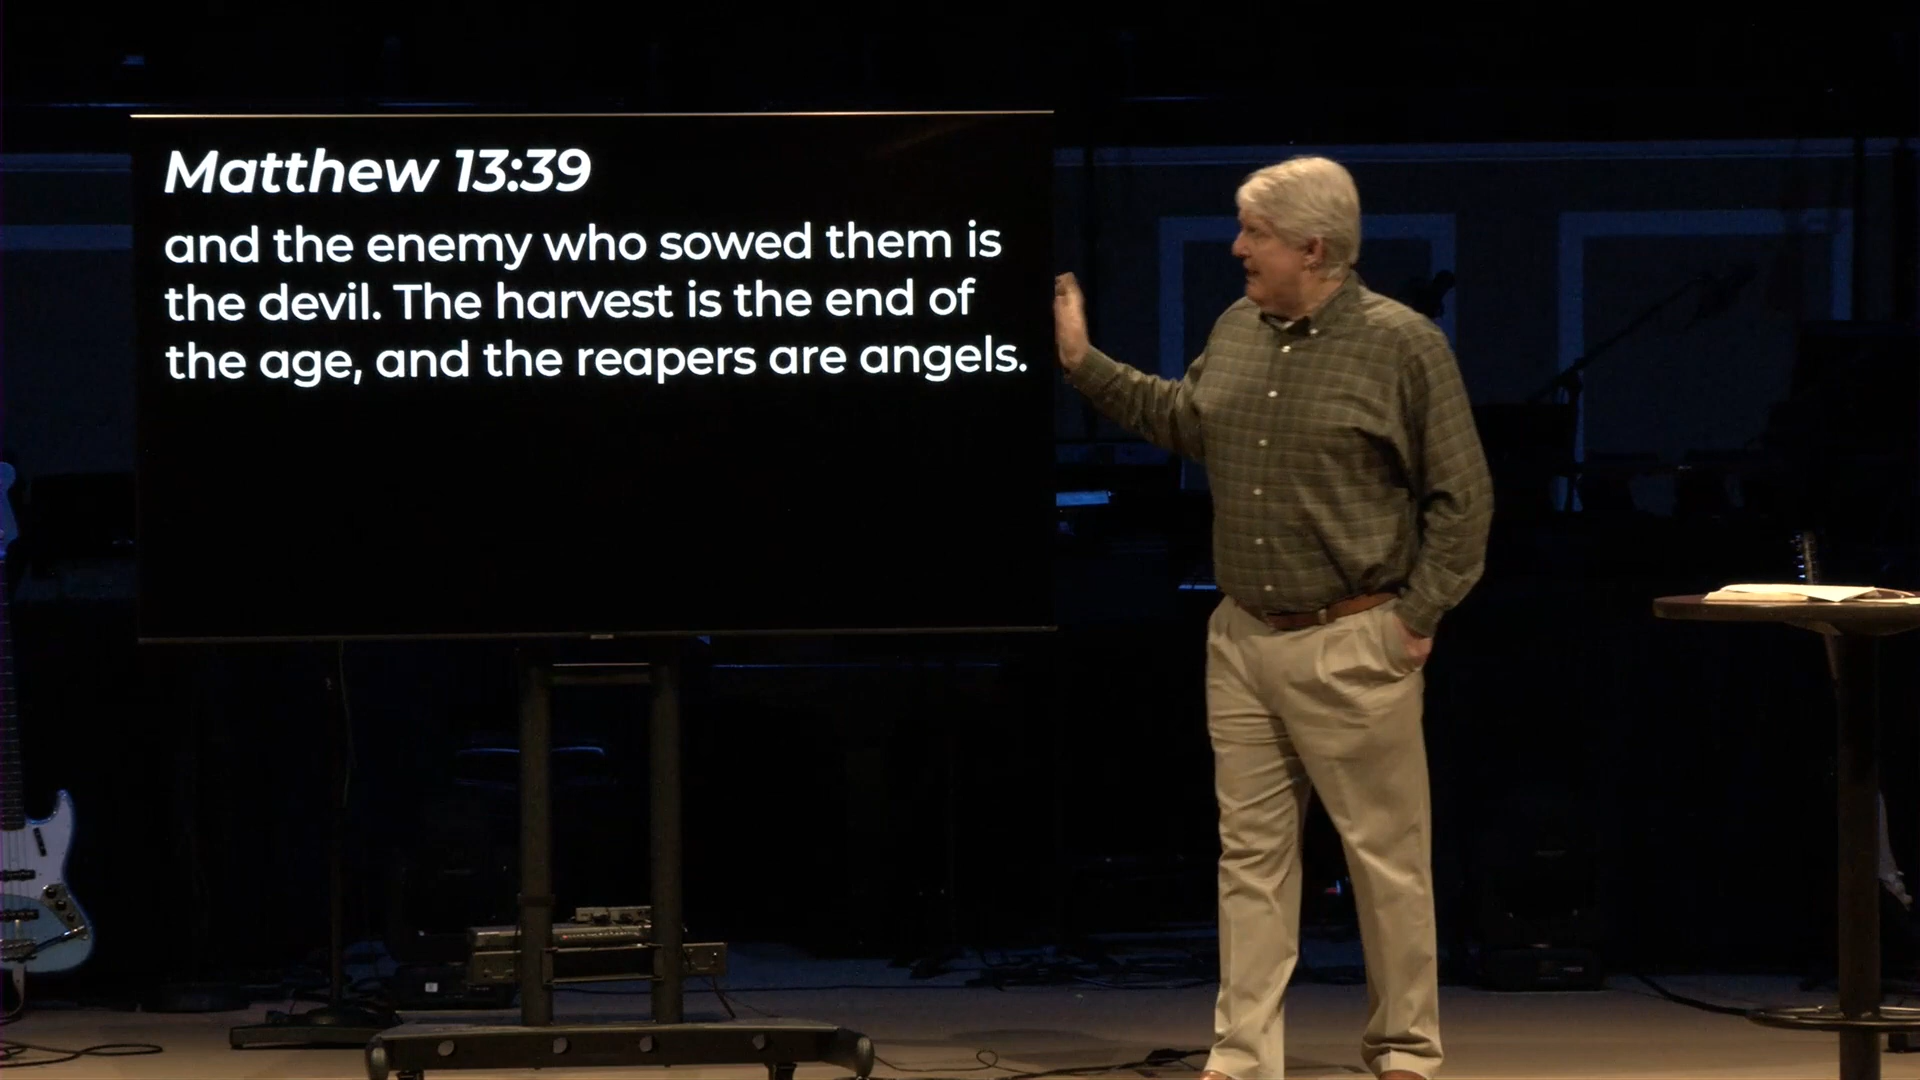 Matthew 13:39
and the enemy who sowed them is
the devil. The harvest is the end of
the age, and the reapers are angels.